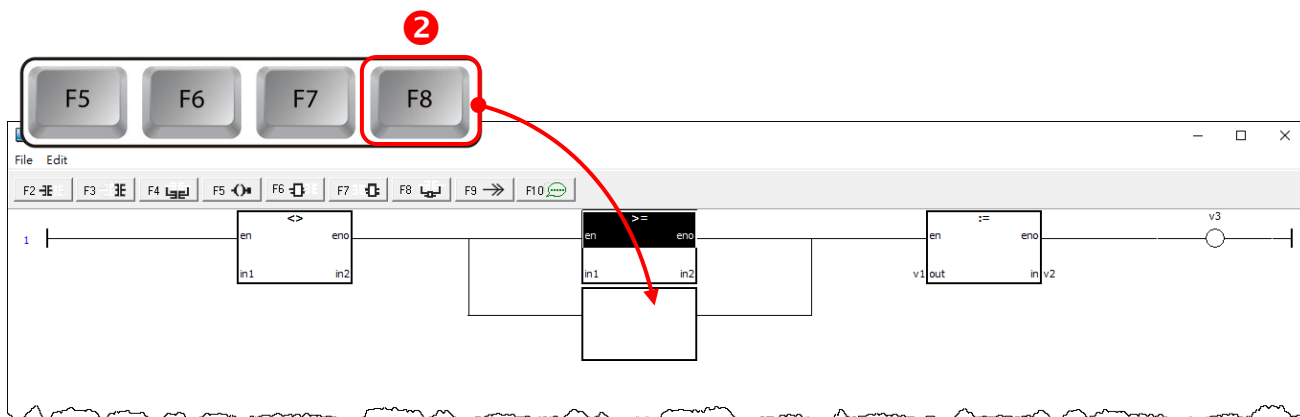 2
F5 F6 F7 F8
File Edit
F2 F3 F4 F5 F6 F7 F8 F9 F10
<> >= := v3
1 en eno en eno en eno
in1 in2 in1 in2 v1 out in v2